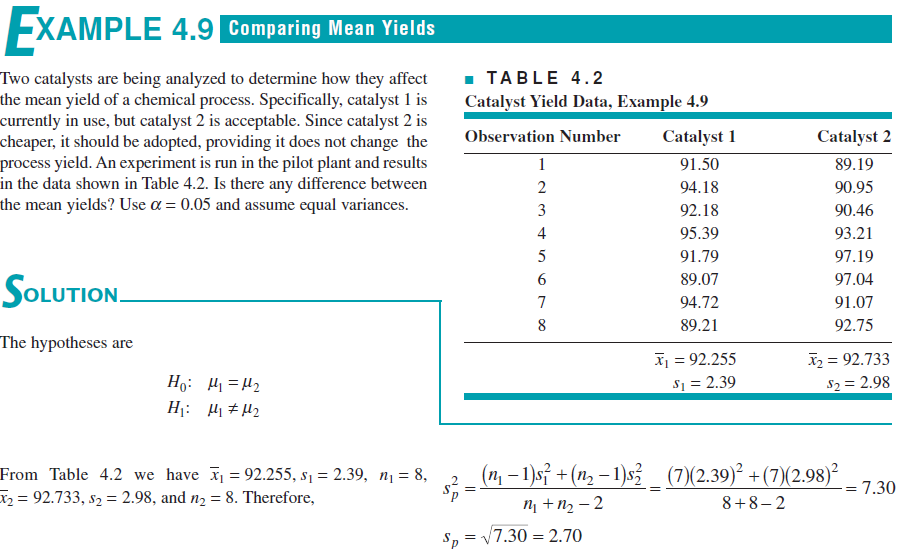 EXAMPLE 4.9 Comparing Mean Yields
Two catalysts are being analyzed to determine how they affect
the mean yield of a chemical process. Specifically, catalyst 1 is
currently in use, but catalyst 2 is acceptable. Since catalyst 2 is
cheaper, it should be adopted, providing it does not change the
process yield. An experiment is run in the pilot plant and results
in the data shown in Table 4.2. Is there any difference between
the mean yields? Use α = 0.05 and assume equal variances.
■ TABLE 4.2
Catalyst Yield Data, Example 4.9
Observation Number Catalyst 1 Catalyst 2
1 91.50 89.19
2 94.18 90.95
3 92.18 90.46
4 95.39 93.21
5 91.79 97.19
6 89.07 97.04
7 94.72 91.07
8 89.21 92.75
x̄₁ = 92.255 x̄₂ = 92.733
s₁ = 2.39 s₂ = 2.98
SOLUTION
The hypotheses are
H₀: μ₁ = μ₂
H₁: μ₁ ≠ μ₂
From Table 4.2 we have x̄₁ = 92.255, s₁ = 2.39, n₁ = 8,
x̄₂ = 92.733, s₂ = 2.98, and n₂ = 8. Therefore,
sₚ² = ((n₁ − 1)s₁² + (n₂ − 1)s₂²) / (n₁ + n₂ − 2) = ((7)(2.39)² + (7)(2.98)²) / (8 + 8 − 2) = 7.30
sₚ = √7.30 = 2.70